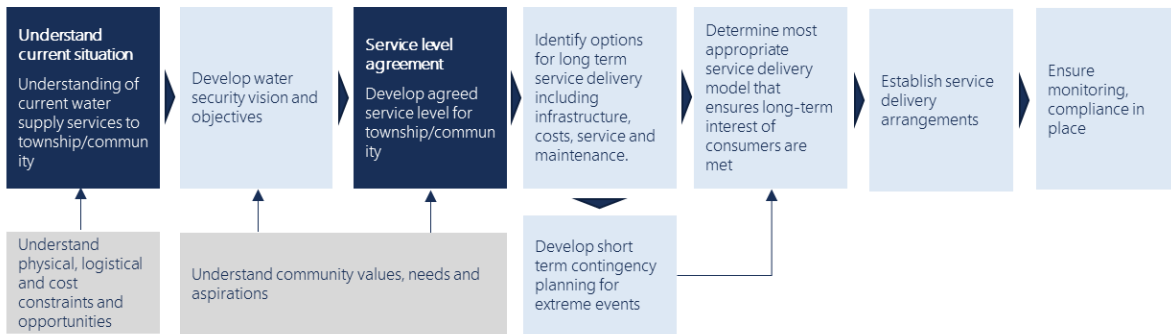 Understand
current situation
Understanding of
current water
supply services to
township/commun
ity
Develop water
security vision and
objectives
Service level
agreement
Develop agreed
service level for
township/commun
ity
Identify options
for long term
service delivery
including
infrastructure,
costs, service and
maintenance.
Determine most
appropriate
service delivery
model that
ensures long-term
interest of
consumers are
met
Establish service
delivery
arrangements
Ensure
monitoring,
compliance in
place
Understand
physical, logistical
and cost
constraints and
opportunities
Understand community values, needs and
aspirations
Develop short
term contingency
planning for
extreme events